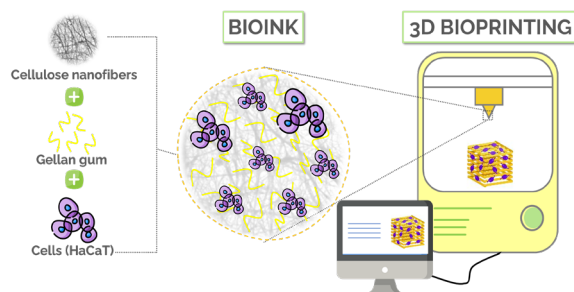 BIOINK
3D BIOPRINTING
Cellulose nanofibers
+
Gellan gum
+
Cells (HaCaT)